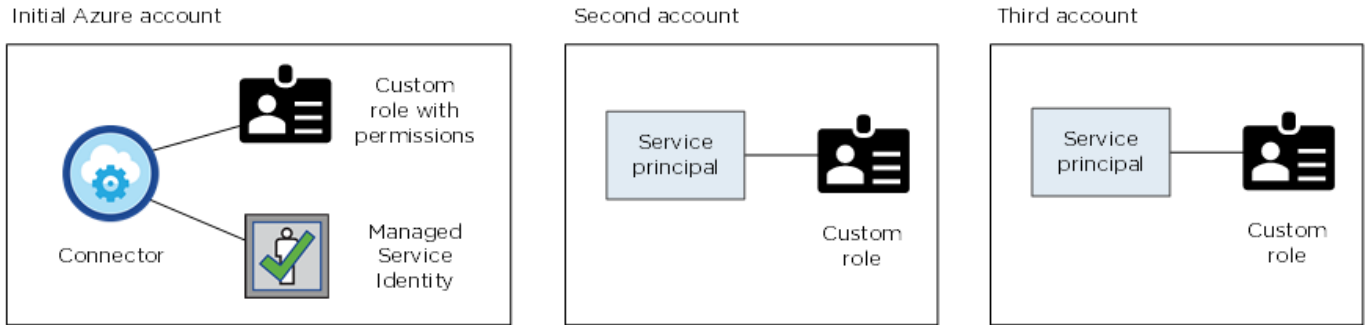 Initial Azure account
Custom
role with
permissions
Connector
Managed
Service
Identity
Second account
Service
principal
Custom
role
Third account
Service
principal
Custom
role